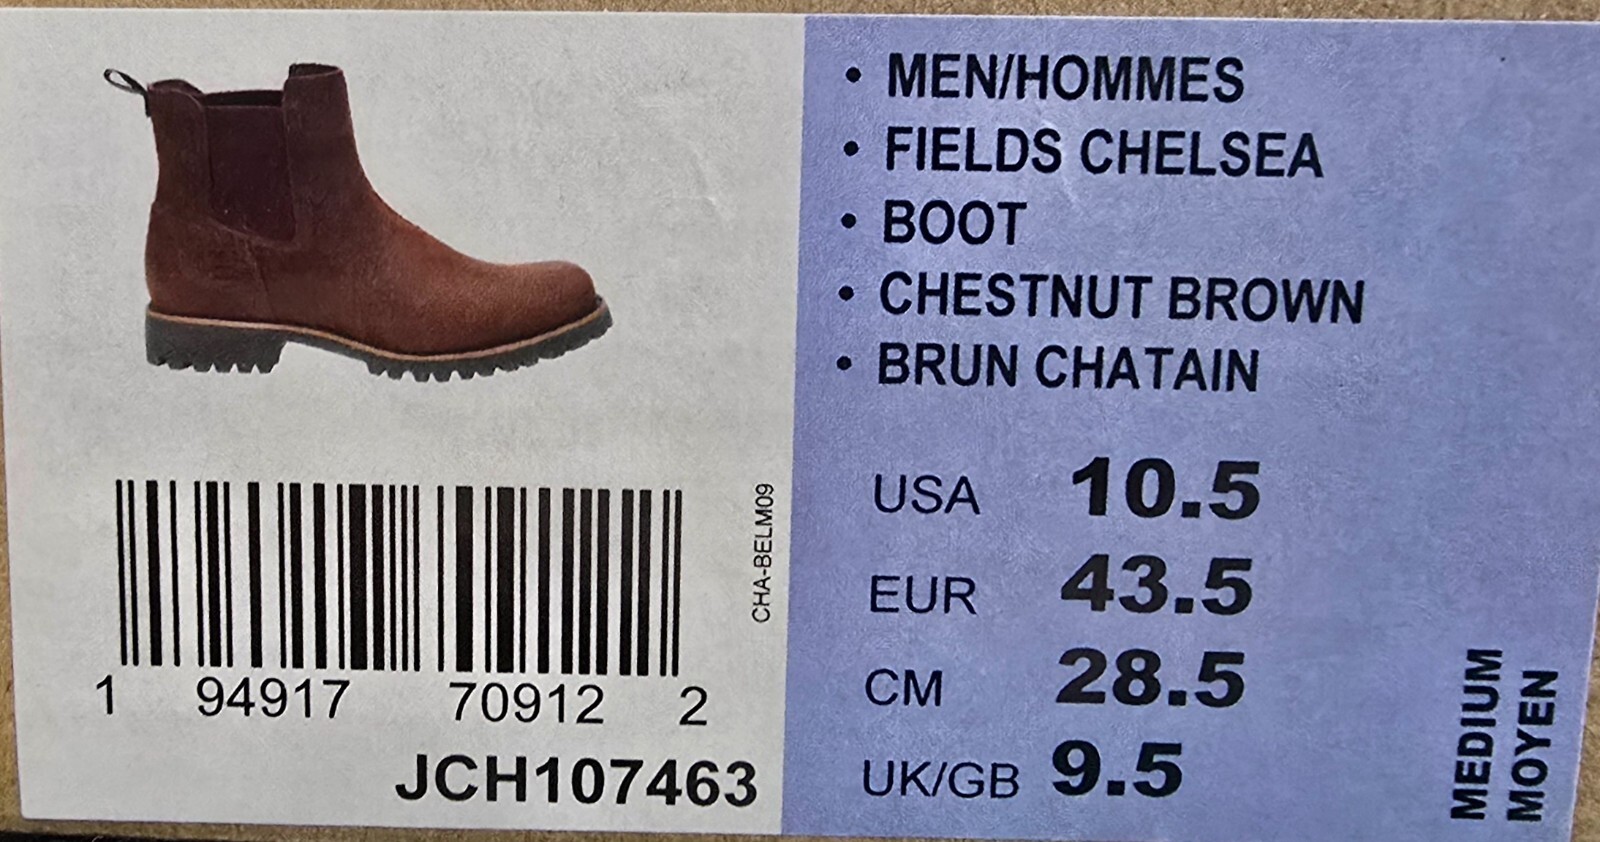 • MEN/HOMMES
• FIELDS CHELSEA
• BOOT
• CHESTNUT BROWN
• BRUN CHATAIN
USA 10.5
EUR 43.5
CM 28.5
UK/GB 9.5
MEDIUM
MOYEN
CHA-BELM09
1 94917 70912 2
JCH107463